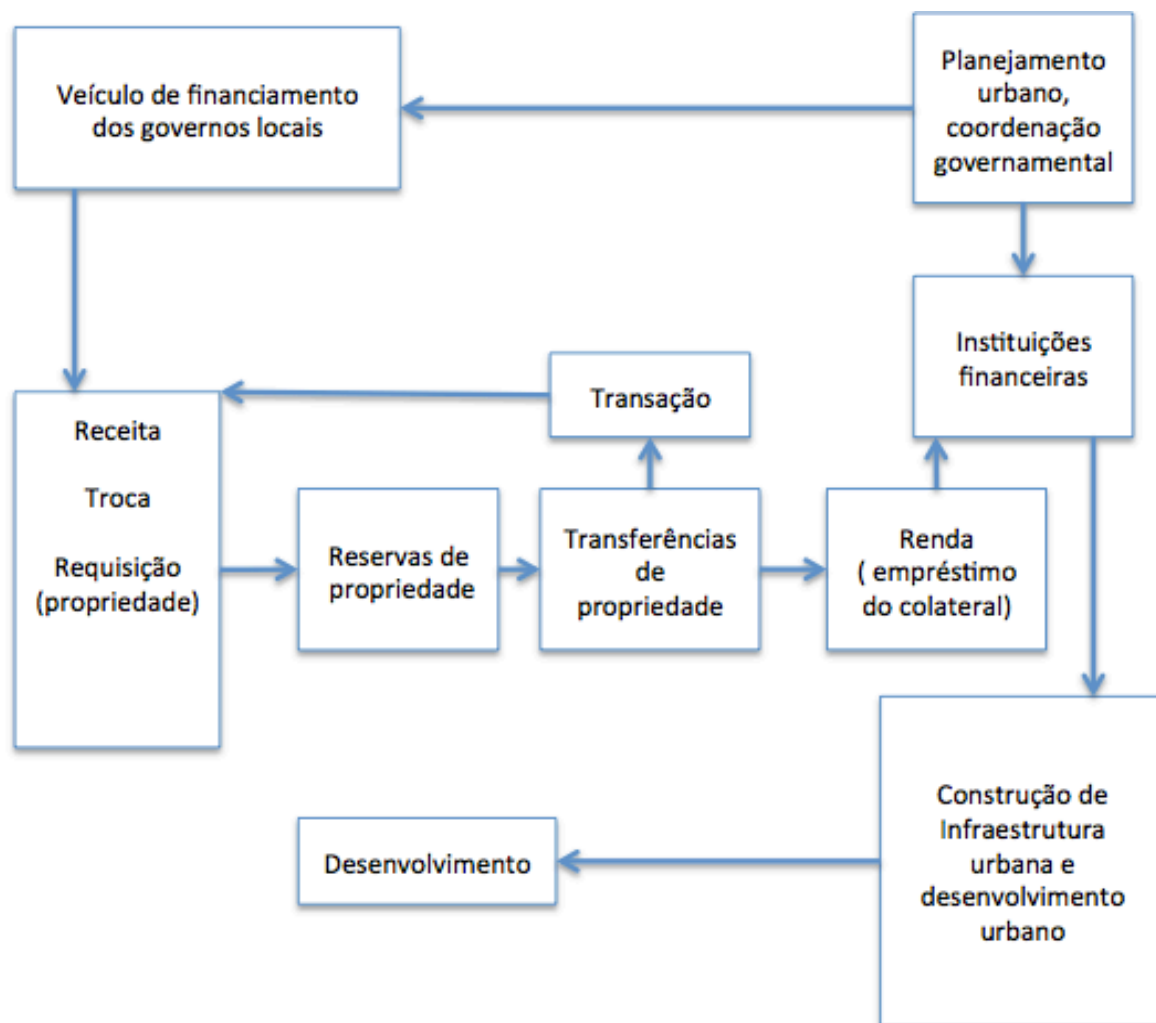 Veículo de financiamento
dos governos locais
Planejamento
urbano,
coordenação
governamental
Instituições
financeiras
Transação
Receita
Troca
Requisição
(propriedade)
Reservas de
propriedade
Transferências
de
propriedade
Renda
( empréstimo
do colateral)
Construção de
Infraestrutura
urbana e
desenvolvimento
urbano
Desenvolvimento